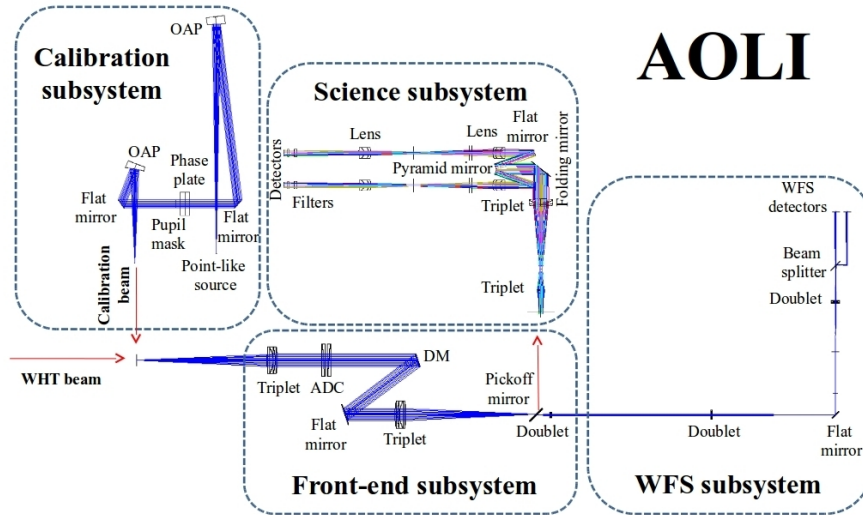 AOLI
Calibration
subsystem
OAP
OAP
Phase
plate
Flat
mirror
Pupil
mask
Flat
mirror
Point-like
source
Calibration
beam
Science subsystem
Detectors
Lens
Lens
Flat
mirror
Folding mirror
Pyramid mirror
Filters
Triplet
Triplet
WFS
detectors
Beam
splitter
Doublet
WHT beam
Triplet
ADC
DM
Flat
mirror
Triplet
Pickoff
mirror
Doublet
Doublet
Flat
mirror
Front-end subsystem
WFS subsystem